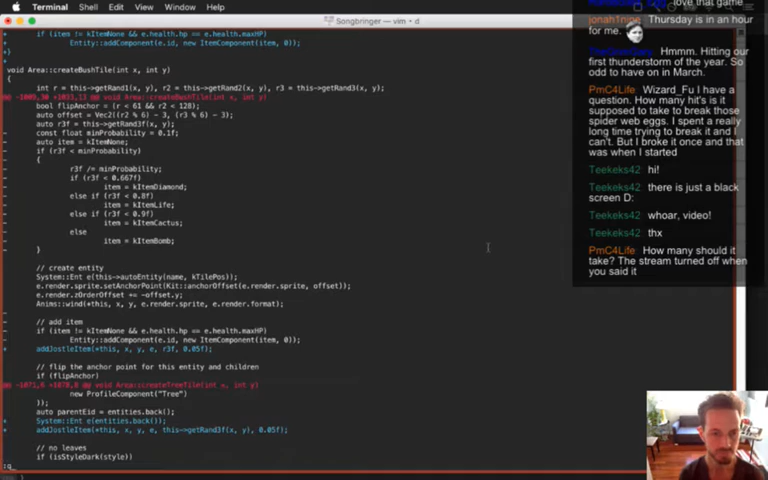 Terminal Shell Edit View Window Help
Songbringer — vim • d
if (item != kItemNone && e.health.hp == e.health.maxHP)
Entity::addComponent(e.id, new ItemComponent(item, 0));
+}
+
void Area::createBushTile(int x, int y)
{
int r = this->getRand1(x, y), r2 = this->getRand2(x, y), r3 = this->getRand3(x, y);
@@ -1009,30 +1033,13 @@ void Area::createBushTile(int x, int y)
bool flipAnchor = (r < 61 && r2 < 128);
auto offset = Vec2((r2 % 6) - 3, (r3 % 6) - 3);
auto r3f = this->getRand3f(x, y);
- const float minProbability = 0.1f;
- auto item = kItemNone;
- if (r3f < minProbability)
- {
- r3f /= minProbability;
- if (r3f < 0.667f)
- item = kItemDiamond;
- else if (r3f < 0.8f)
- item = kItemLife;
- else if (r3f < 0.9f)
- item = kItemCactus;
- else
- item = kItemBomb;
- }
// create entity
System::Ent e(this->autoEntity(name, kTilePos));
e.render.sprite.setAnchorPoint(Kit::anchorOffset(e.render.sprite, offset));
e.render.zOrderOffset += -offset.y;
Anims::wind(*this, x, y, e.render.sprite, e.render.format);
-
- // add item
- if (item != kItemNone && e.health.hp == e.health.maxHP)
- Entity::addComponent(e.id, new ItemComponent(item, 0));
+ addJostleItem(*this, x, y, e, r3f, 0.05f);
// flip the anchor point for this entity and children
if (flipAnchor)
@@ -1071,6 +1078,8 @@ void Area::createTreeTile(int x, int y)
new ProfileComponent("Tree")
));
auto parentEid = entities.back();
+ System::Ent e(entities.back());
+ addJostleItem(*this, x, y, e, this->getRand3f(x, y), 0.05f);
// no leaves
if (isStyleDark(style))
:q
love that game
jonah1nine Thursday is in an hour
for me.
Hmmm. Hitting our
first thunderstorm of the year. So
odd to have on in March.
PmC4Life Wizard_Fu I have a
question. How many hit's is it
supposed to take to break those
spider web eggs. I spent a really
long time trying to break it and I
can't. But I broke it once and that
was when I started
Teekeks42 hi!
Teekeks42 there is just a black
screen D:
Teekeks42 whoar, video!
Teekeks42 thx
PmC4Life How many should it
take? The stream turned off when
you said it